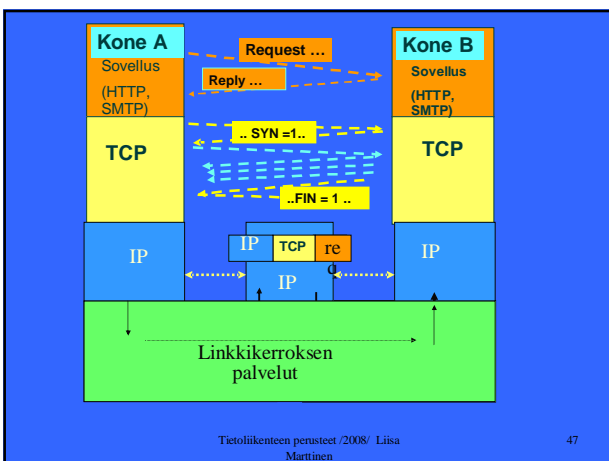 Kone A
Kone B
Request …
Sovellus
Sovellus
Reply …
(HTTP,
SMTP)
(HTTP,
SMTP)
.. SYN =1..
TCP
TCP
..FIN = 1 ..
IP
IP
TCP
re
q
IP
IP
Linkkikerroksen
palvelut
Tietoliikenteen perusteet /2008/ Liisa
Marttinen
47